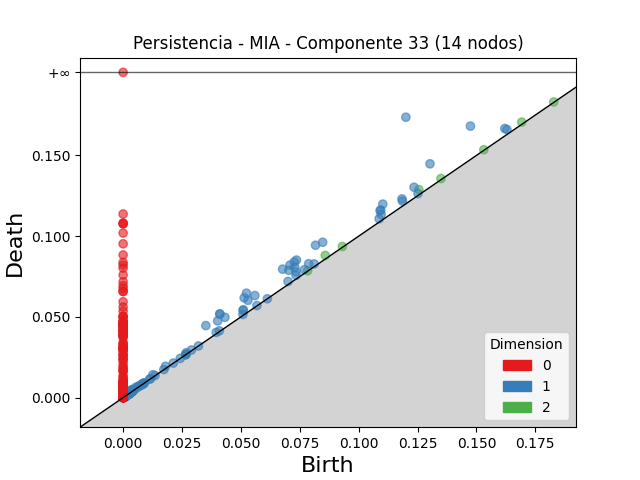 Persistencia - MIA - Componente 33 (14 nodos)
+∞
0.150
0.100
0.050
0.000
Death
Dimension
0
1
2
0.000 0.025 0.050 0.075 0.100 0.125 0.150 0.175
Birth